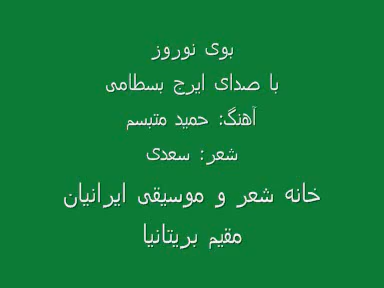 بوی نوروز
با صدای ایرج بسطامی
آهنگ: حمید متبسم
شعر: سعدی
خانه شعر و موسیقی ایرانیان
مقیم بریتانیا